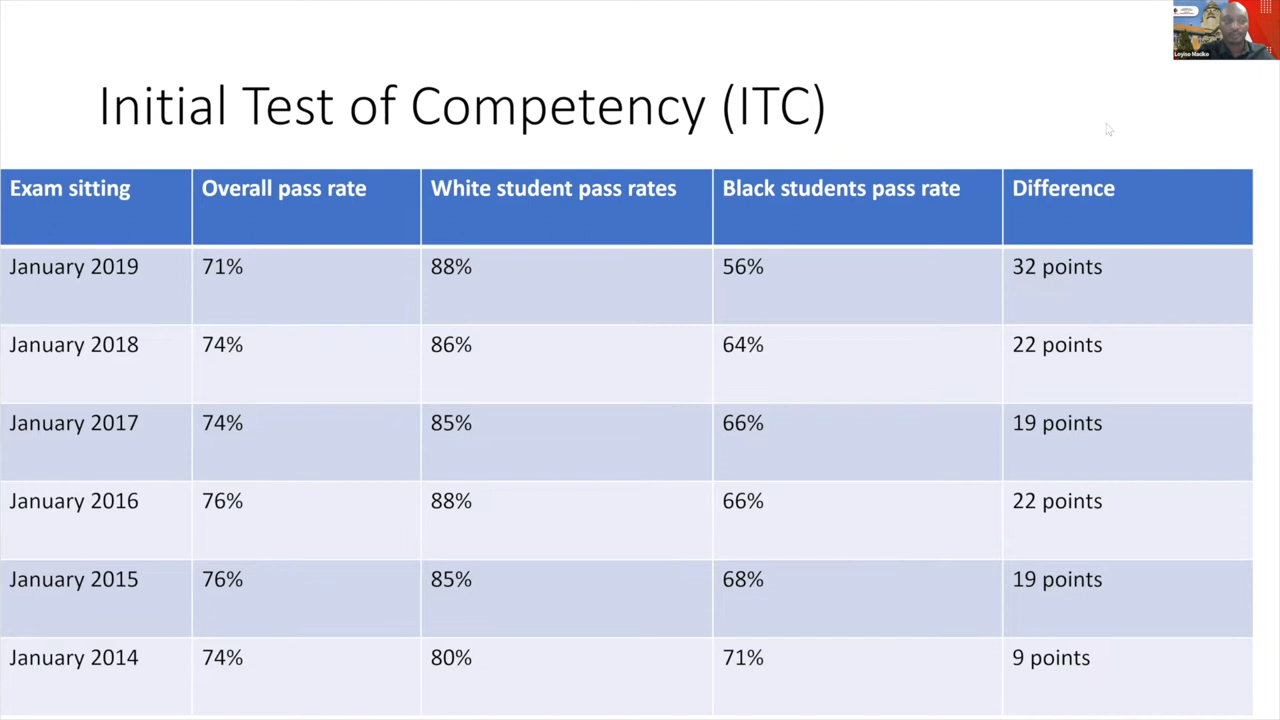 Loyiso Maciko
Initial Test of Competency (ITC)
Exam sitting Overall pass rate White student pass rates Black students pass rate Difference
January 2019 71% 88% 56% 32 points
January 2018 74% 86% 64% 22 points
January 2017 74% 85% 66% 19 points
January 2016 76% 88% 66% 22 points
January 2015 76% 85% 68% 19 points
January 2014 74% 80% 71% 9 points